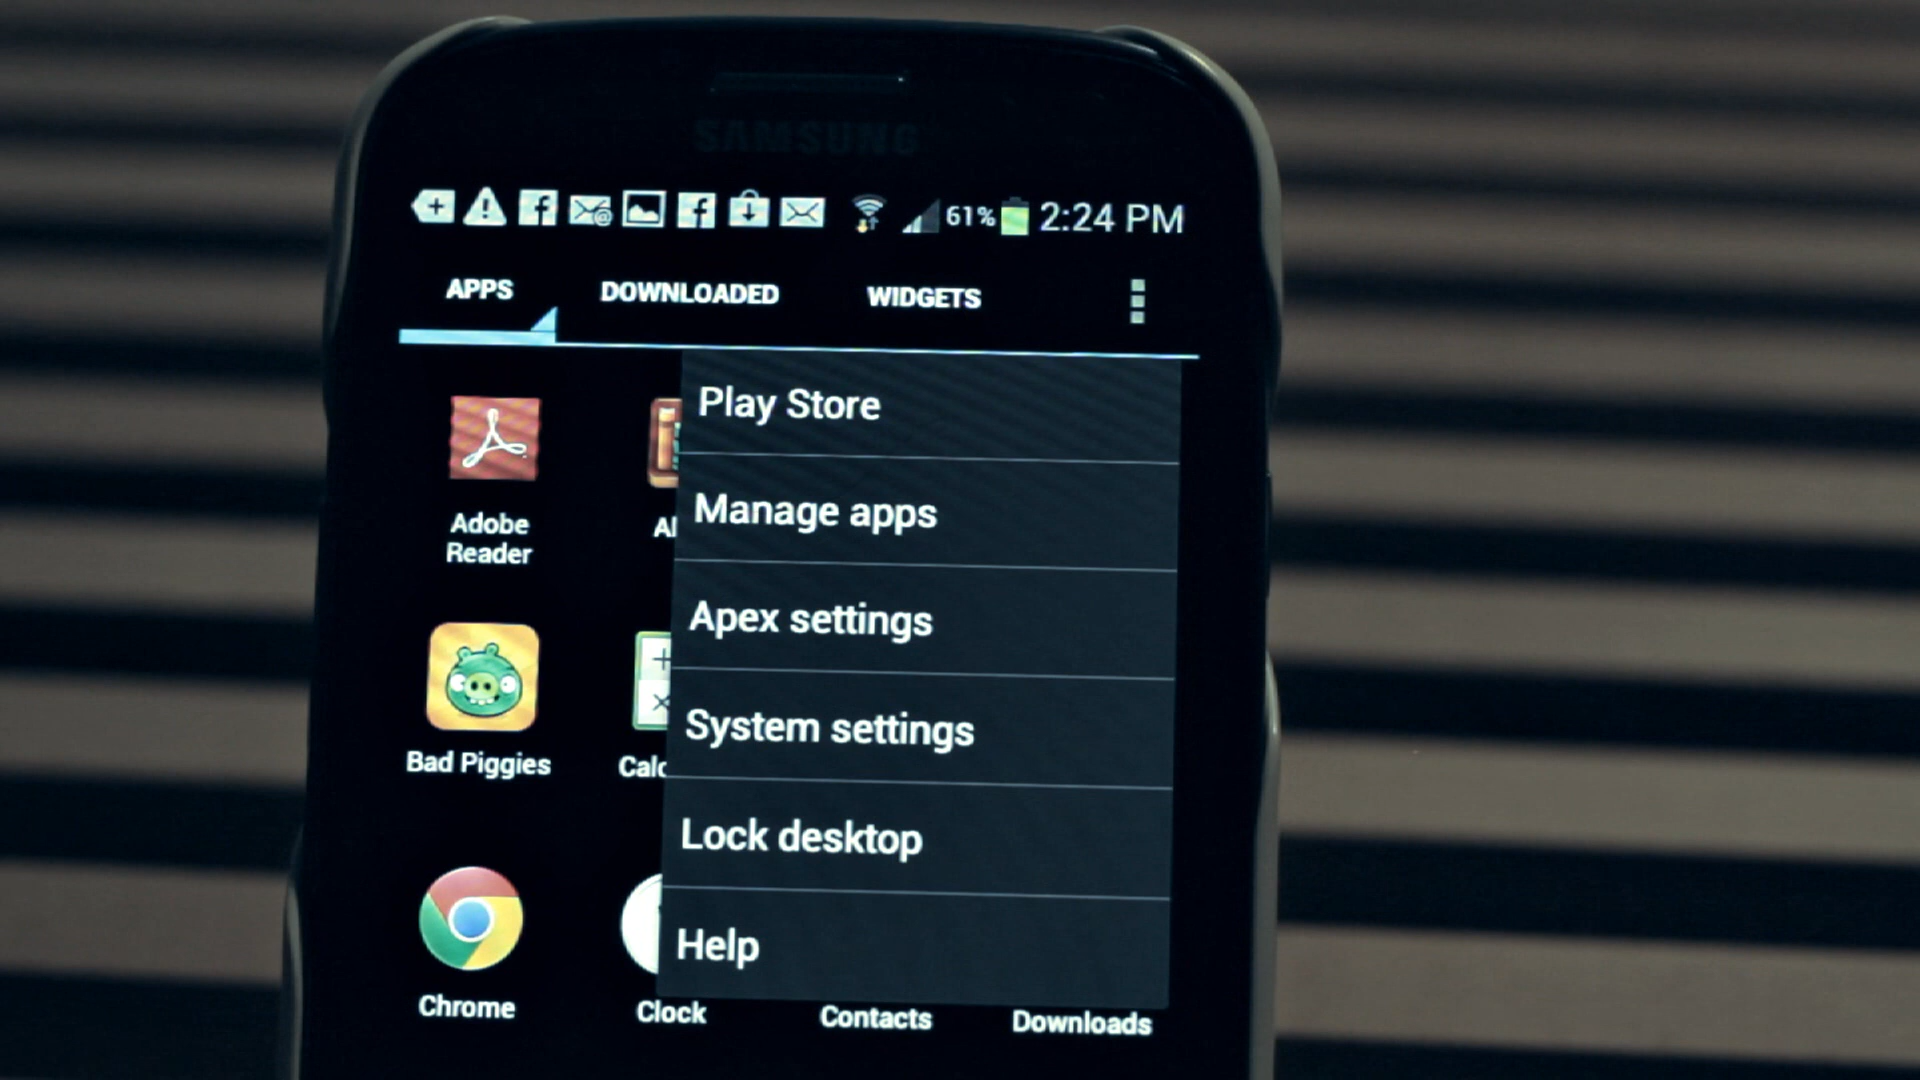 SAMSUNG
61% 2:24 PM
APPS DOWNLOADED WIDGETS
Play Store
Manage apps
Apex settings
System settings
Lock desktop
Help
Adobe
Reader
Bad Piggies
Chrome
Clock
Contacts
Downloads